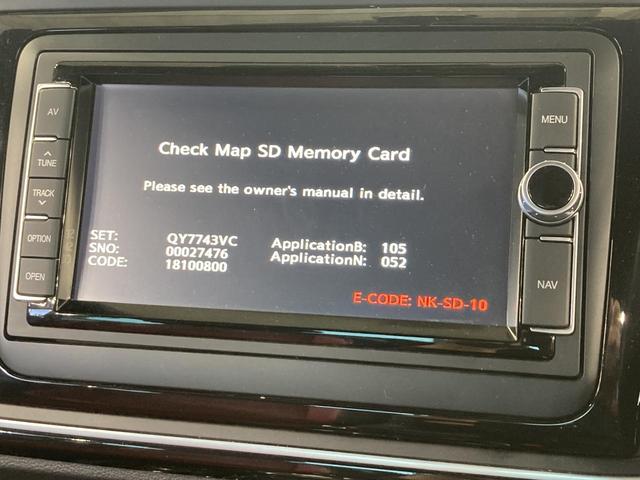 AV
TUNE
TRACK
OPTION
OPEN
Check Map SD Memory Card
Please see the owner's manual in detail.
SET: QY7743VC ApplicationB: 105
SNO: 00027476 ApplicationN: 052
CODE: 18100800
E-CODE: NK-SD-10
MENU
NAV